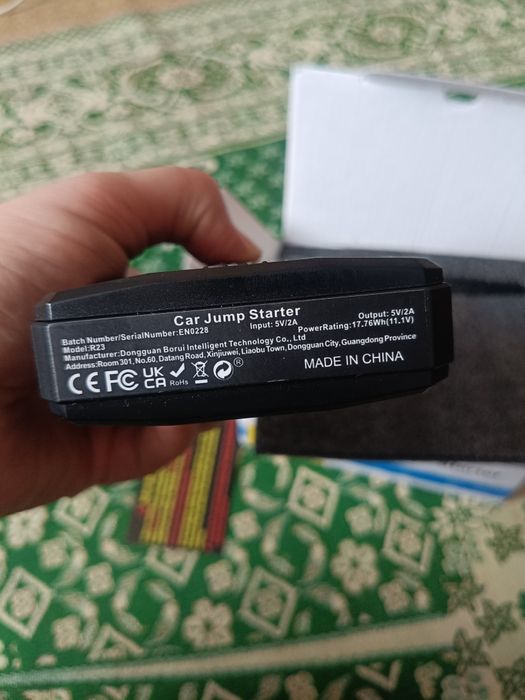 Car Jump Starter
Batch Number/SerialNumber:EN0228 Input: 5V/2A Output: 5V/2A
Model:R23 PowerRating:17.76Wh(11.1V)
Manufacturer:Dongguan Borui Intelligent Technology Co., Ltd
Address:Room301, No.60, Datang Road, Xinjiuwei, Liaobu Town, Dongguan City, Guangdong Province
CE FC UK CA RoHs ® MADE IN CHINA